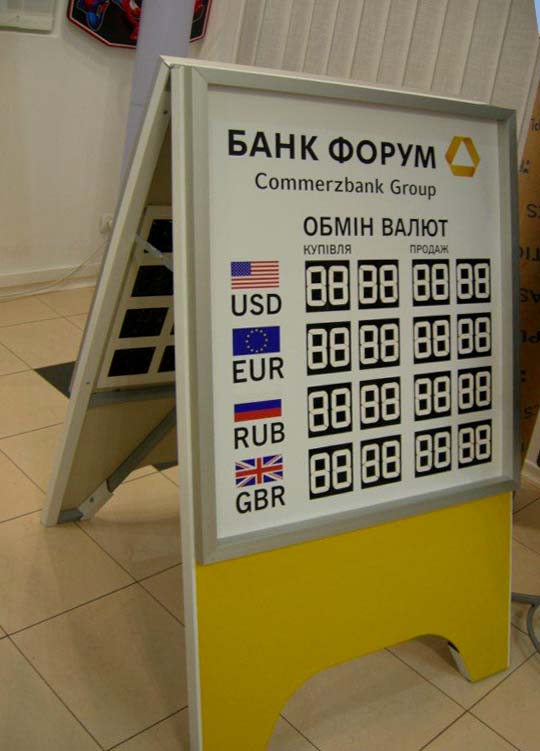 БАНК ФОРУМ
Commerzbank Group
ОБМІН ВАЛЮТ
КУПІВЛЯ ПРОДАЖ
USD 88 88 88 88
EUR 88 88 88 88
RUB 88 88 88 88
GBR 88 88 88 88